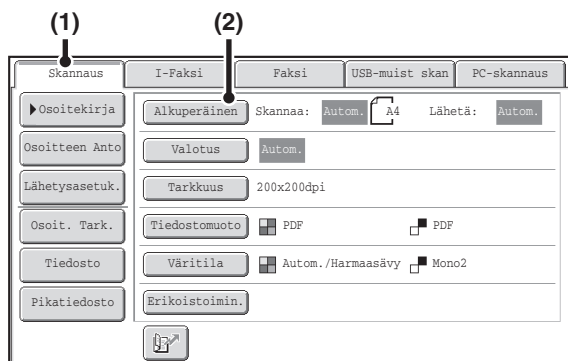 (1) (2)
Skannaus I-Faksi Faksi USB-muist skan PC-skannaus
Osoitekirja Alkuperäinen Skannaa: Autom. A4 Lähetä: Autom.
Osoitteen Anto Valotus Autom.
Lähetysasetuk. Tarkkuus 200x200dpi
Osoit. Tark. Tiedostomuoto PDF PDF
Tiedosto Väritila Autom./Harmaasävy Mono2
Pikatiedosto Erikoistoimin.